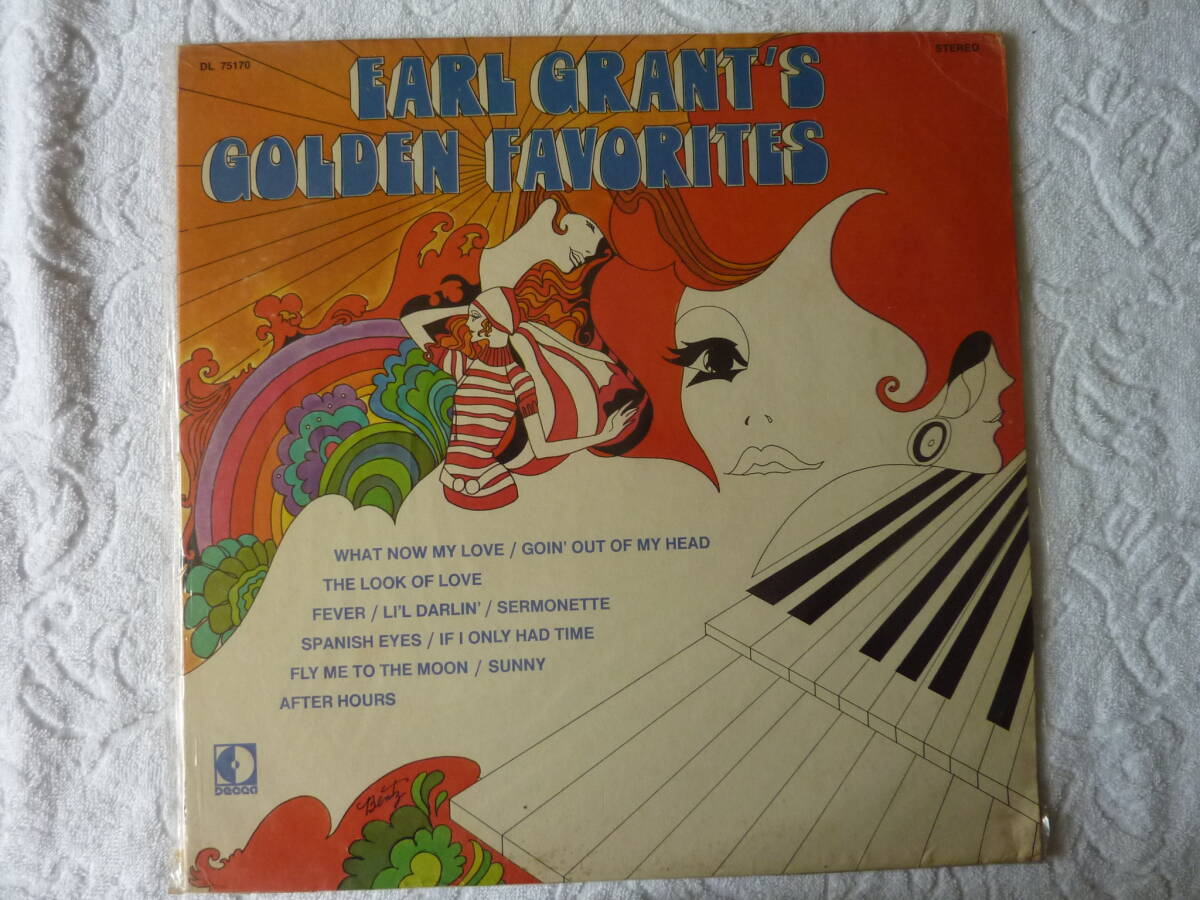 DL 75170
STEREO
EARL GRANT'S
GOLDEN FAVORITES
WHAT NOW MY LOVE / GOIN' OUT OF MY HEAD
THE LOOK OF LOVE
FEVER / LI'L DARLIN' / SERMONETTE
SPANISH EYES / IF I ONLY HAD TIME
FLY ME TO THE MOON / SUNNY
AFTER HOURS
DECCA
Bentz